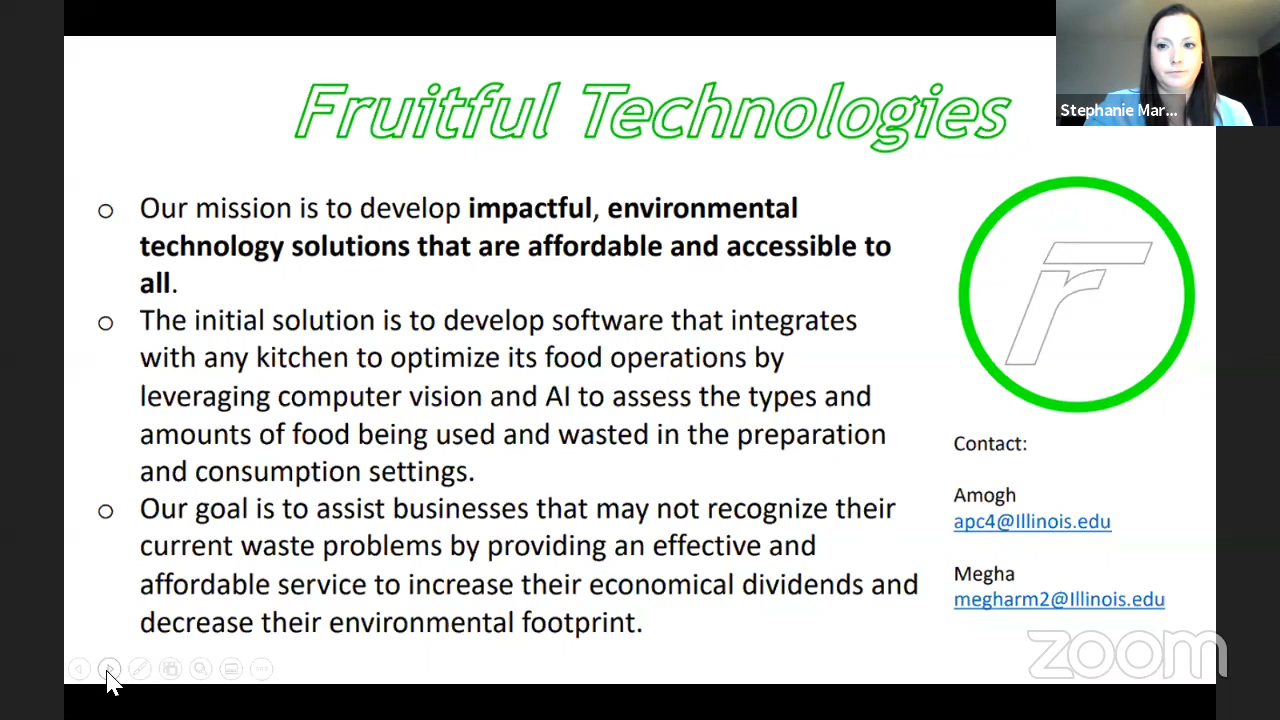 Fruitful Technologies
Stephanie Mar...
o Our mission is to develop impactful, environmental
technology solutions that are affordable and accessible to
all.
o The initial solution is to develop software that integrates
with any kitchen to optimize its food operations by
leveraging computer vision and AI to assess the types and
amounts of food being used and wasted in the preparation
and consumption settings.
o Our goal is to assist businesses that may not recognize their
current waste problems by providing an effective and
affordable service to increase their economical dividends and
decrease their environmental footprint.
Contact:
Amogh
apc4@Illinois.edu
Megha
megharm2@Illinois.edu
zoom